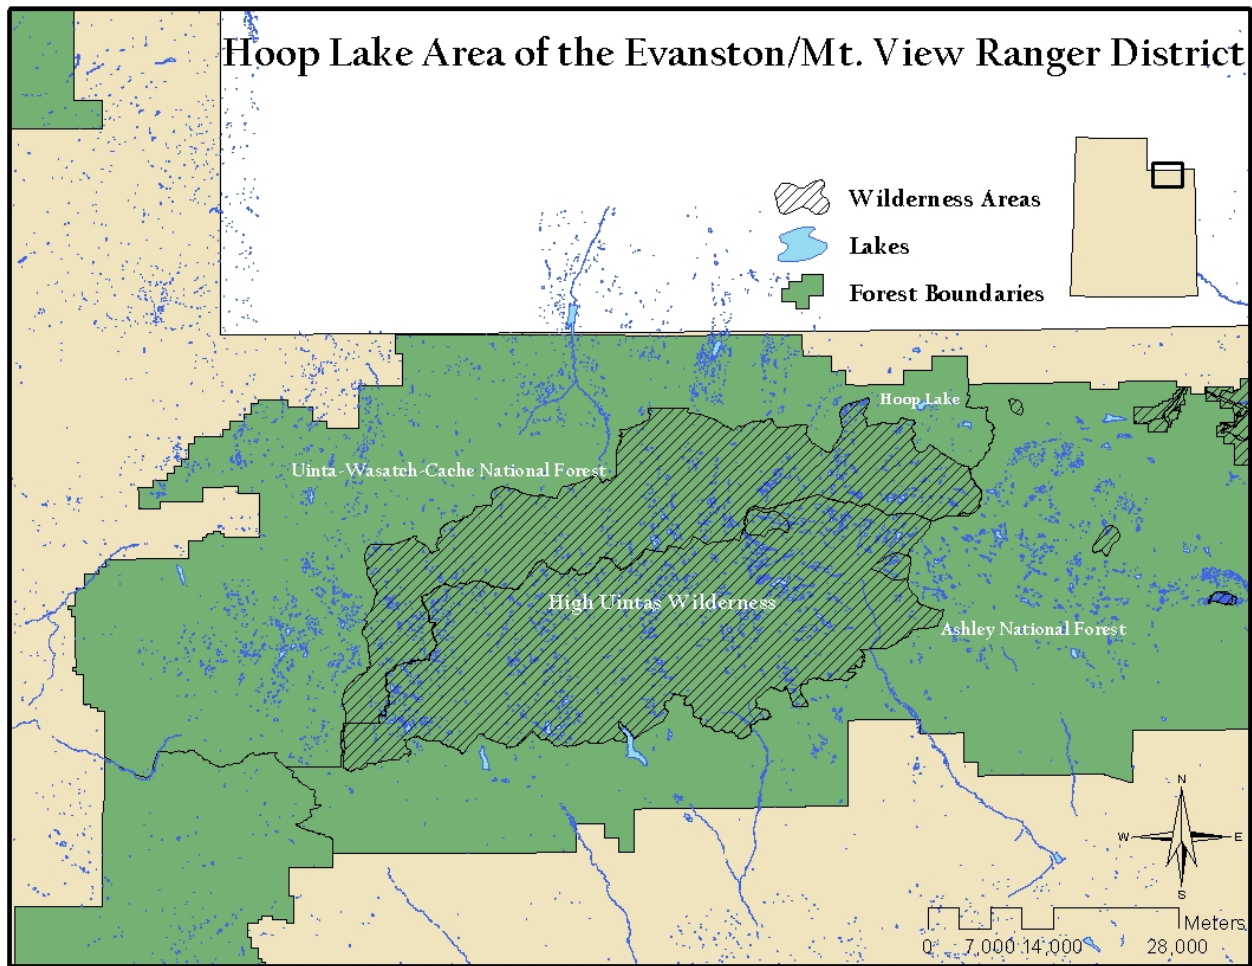 Hoop Lake Area of the Evanston/Mt. View Ranger District
Wilderness Areas
Lakes
Forest Boundaries
Hoop Lake
Uinta-Wasatch-Cache National Forest
High Uintas Wilderness
Ashley National Forest
N
W E
S
Meters
0 7,000 14,000 28,000